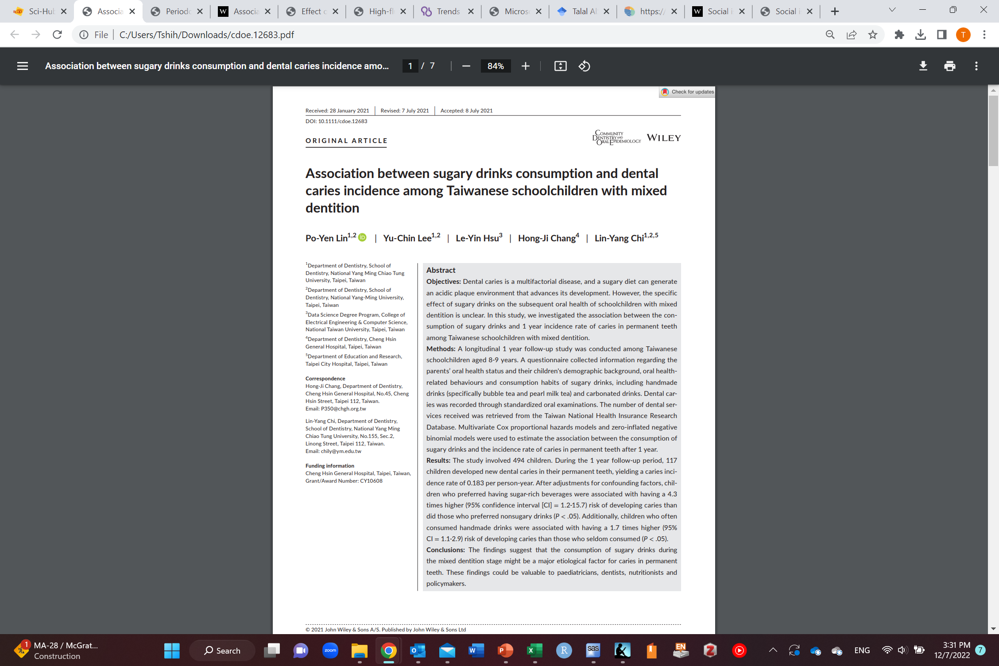 Sci-Hu
Associa
Periodo
W Associa
Effect o
High-fl
Trends
Micros
Talal Al
https://
W Social i
Social i
File C:/Users/Tshih/Downloads/cdoe.12683.pdf
T
Association between sugary drinks consumption and dental caries incidence amo...
1 / 7
84%
Check for updates
Received: 28 January 2021 Revised: 7 July 2021 Accepted: 8 July 2021
DOI: 10.1111/cdoe.12683
ORIGINAL ARTICLE
COMMUNITY
DENTISTRY AND
ORAL EPIDEMIOLOGY
WILEY
Association between sugary drinks consumption and dental
caries incidence among Taiwanese schoolchildren with mixed
dentition
Po-Yen Lin1,2 iD | Yu-Chin Lee1,2 | Le-Yin Hsu3 | Hong-Ji Chang4 | Lin-Yang Chi1,2,5
1Department of Dentistry, School of
Dentistry, National Yang Ming Chiao Tung
University, Taipei, Taiwan
2Department of Dentistry, School of
Dentistry, National Yang-Ming University,
Taipei, Taiwan
3Data Science Degree Program, College of
Electrical Engineering & Computer Science,
National Taiwan University, Taipei, Taiwan
4Department of Dentistry, Cheng Hsin
General Hospital, Taipei, Taiwan
5Department of Education and Research,
Taipei City Hospital, Taipei, Taiwan
Correspondence
Hong-Ji Chang, Department of Dentistry,
Cheng Hsin General Hospital, No.45, Cheng
Hsin Street, Taipei 112, Taiwan.
Email: P350@chgh.org.tw
Lin-Yang Chi, Department of Dentistry,
School of Dentistry, National Yang Ming
Chiao Tung University, No.155, Sec.2,
Linong Street, Taipei 112, Taiwan.
Email: chily@ym.edu.tw
Funding information
Cheng Hsin General Hospital, Taipei, Taiwan,
Grant/Award Number: CY10608
Abstract
Objectives: Dental caries is a multifactorial disease, and a sugary diet can generate
an acidic plaque environment that advances its development. However, the specific
effect of sugary drinks on the subsequent oral health of schoolchildren with mixed
dentition is unclear. In this study, we investigated the association between the con-
sumption of sugary drinks and 1 year incidence rate of caries in permanent teeth
among Taiwanese schoolchildren with mixed dentition.
Methods: A longitudinal 1 year follow-up study was conducted among Taiwanese
schoolchildren aged 8-9 years. A questionnaire collected information regarding the
parents' oral health status and their children's demographic background, oral health-
related behaviours and consumption habits of sugary drinks, including handmade
drinks (specifically bubble tea and pearl milk tea) and carbonated drinks. Dental car-
ies was recorded through standardized oral examinations. The number of dental ser-
vices received was retrieved from the Taiwan National Health Insurance Research
Database. Multivariate Cox proportional hazards models and zero-inflated negative
binomial models were used to estimate the association between the consumption of
sugary drinks and the incidence rate of caries in permanent teeth after 1 year.
Results: The study involved 494 children. During the 1 year follow-up period, 117
children developed new dental caries in their permanent teeth, yielding a caries inci-
dence rate of 0.183 per person-year. After adjustments for confounding factors, chil-
dren who preferred having sugar-rich beverages were associated with having a 4.3
times higher (95% confidence interval [CI] = 1.2-15.7) risk of developing caries than
did those who preferred nonsugary drinks (P < .05). Additionally, children who often
consumed handmade drinks were associated with having a 1.7 times higher (95%
CI = 1.1-2.9) risk of developing caries than those who seldom consumed (P < .05).
Conclusions: The findings suggest that the consumption of sugary drinks during
the mixed dentition stage might be a major etiological factor for caries in permanent
teeth. These findings could be valuable to paediatricians, dentists, nutritionists and
policymakers.
© 2021 John Wiley & Sons A/S. Published by John Wiley & Sons Ltd
1
MA-28 / McGrat...
Construction
Search
zoom
O
W
P
X
R
sas
EN
Z
ENG
3:31 PM
12/7/2022
7